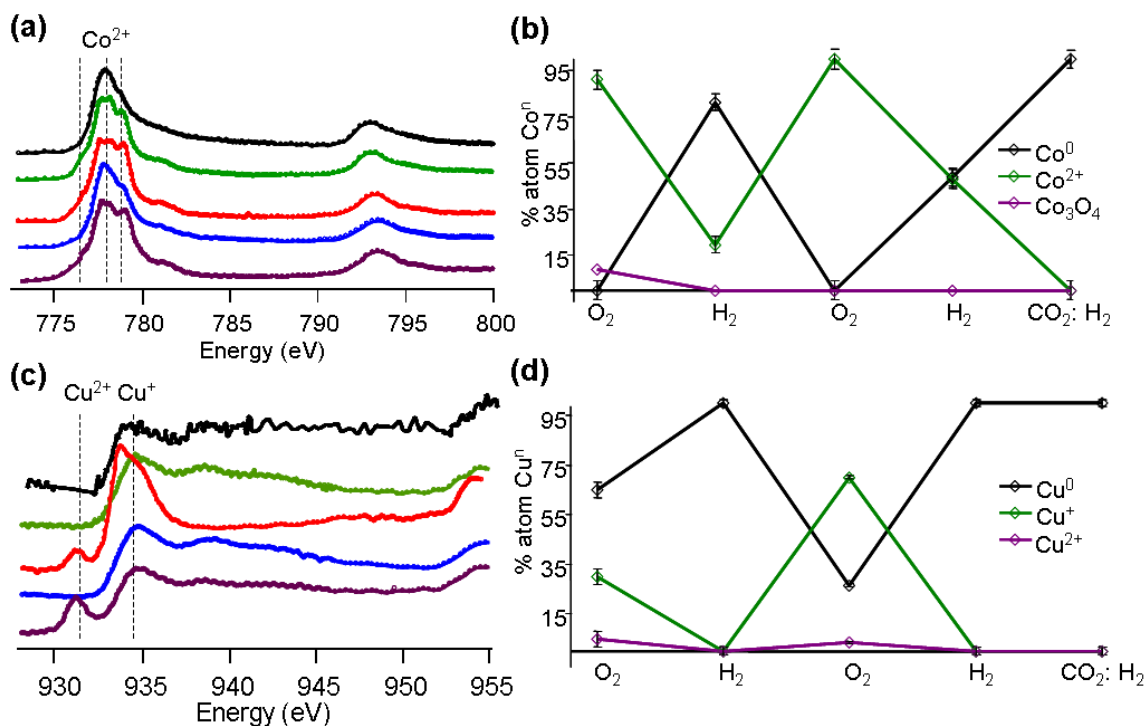 (a)
Co²⁺
775 780 785 790 795 800
Energy (eV)
(b)
95
75
55
35
15
% atom Coⁿ
Co⁰
Co²⁺
Co₃O₄
O₂ H₂ O₂ H₂ CO₂: H₂
(c)
Cu²⁺ Cu⁺
930 935 940 945 950 955
Energy (eV)
(d)
95
75
55
35
15
% atom Cuⁿ
Cu⁰
Cu⁺
Cu²⁺
O₂ H₂ O₂ H₂ CO₂: H₂